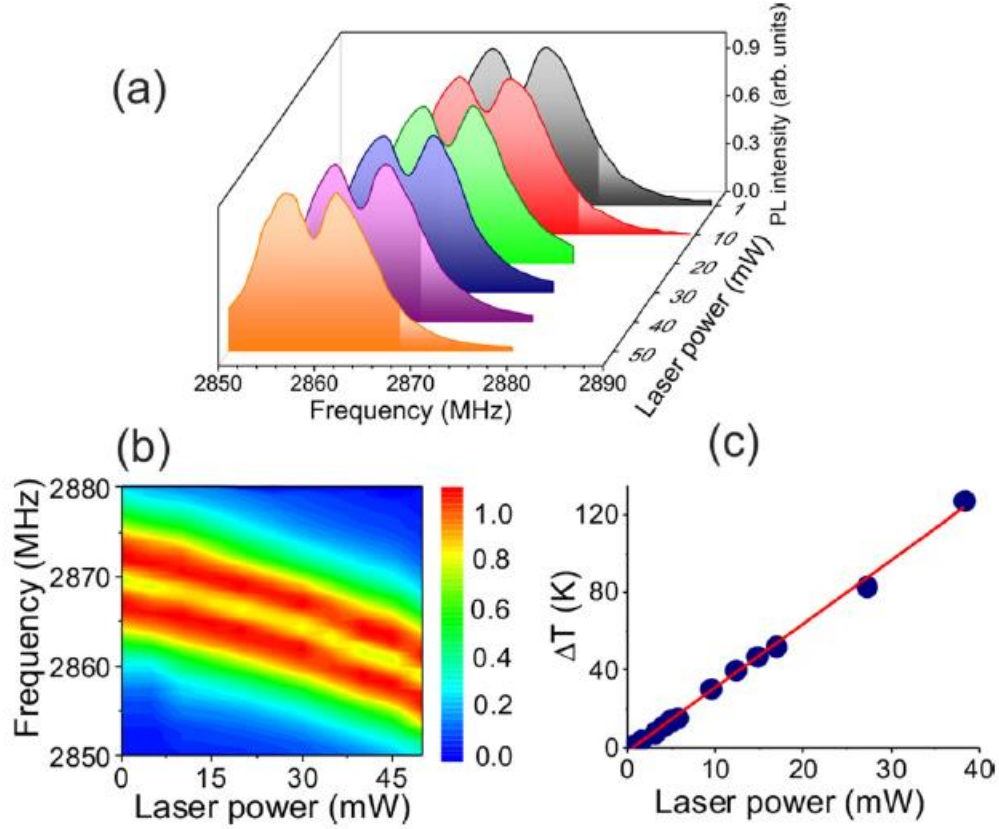 (a)
0.9
0.6
0.3
0.0
PL intensity (arb. units)
1
10
20
30
40
50
Laser power (mW)
2850 2860 2870 2880 2890
Frequency (MHz)
(b)
2880
2870
2860
2850
Frequency (MHz)
0 15 30 45
Laser power (mW)
1.0
0.8
0.6
0.4
0.2
0.0
(c)
120
80
40
0
ΔT (K)
0 10 20 30 40
Laser power (mW)